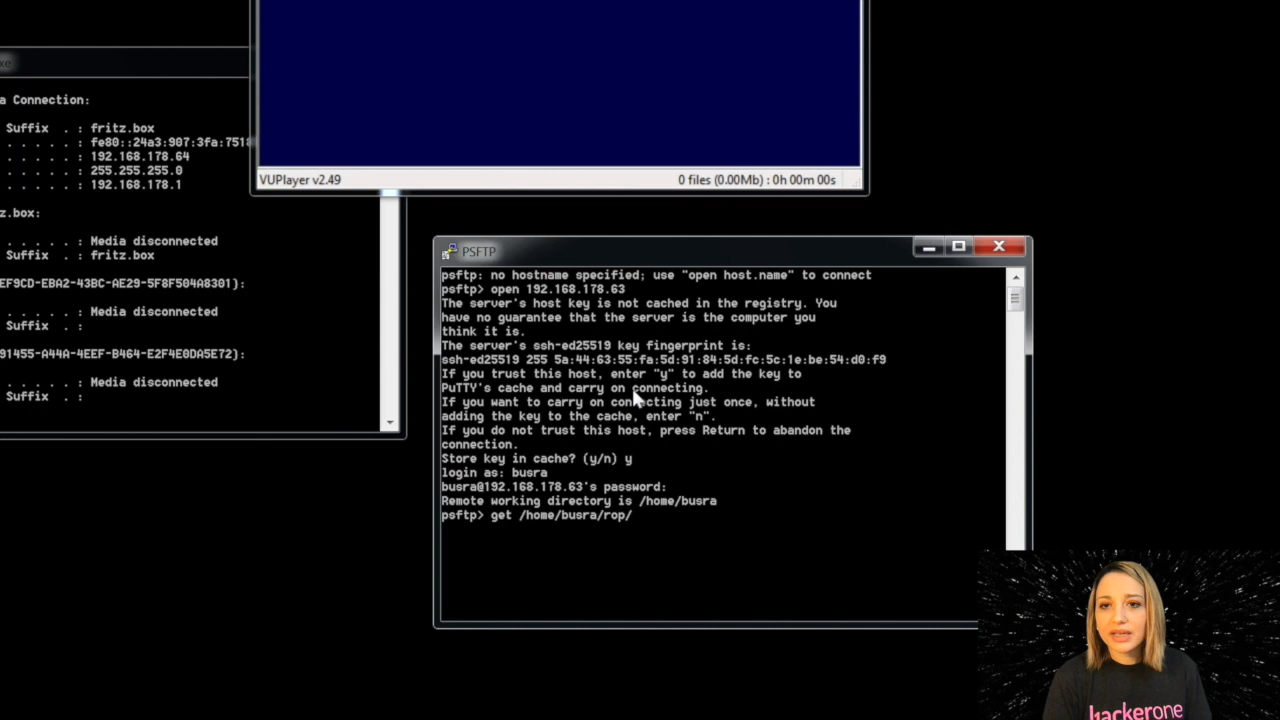 xe
a Connection:
Suffix . : fritz.box
. . . . . : fe80::24a3:907:3fa:751
. . . . . : 192.168.178.64
. . . . . : 255.255.255.0
. . . . . : 192.168.178.1
z.box:
. . . . . : Media disconnected
Suffix . : fritz.box
EF9CD-EBA2-43BC-AE29-5F8F504A8301):
. . . . . : Media disconnected
Suffix . :
91455-A44A-4EEF-B464-E2F4E0DA5E72):
. . . . . : Media disconnected
Suffix . :
VUPlayer v2.49
0 files (0.00Mb) : 0h 00m 00s
PSFTP
psftp: no hostname specified; use "open host.name" to connect
psftp> open 192.168.178.63
The server's host key is not cached in the registry. You
have no guarantee that the server is the computer you
think it is.
The server's ssh-ed25519 key fingerprint is:
ssh-ed25519 255 5a:44:63:55:fa:5d:91:84:5d:fc:5c:1e:be:54:d0:f9
If you trust this host, enter "y" to add the key to
PuTTY's cache and carry on connecting.
If you want to carry on connecting just once, without
adding the key to the cache, enter "n".
If you do not trust this host, press Return to abandon the
connection.
Store key in cache? (y/n) y
login as: busra
busra@192.168.178.63's password:
Remote working directory is /home/busra
psftp> get /home/busra/rop/
hackerone